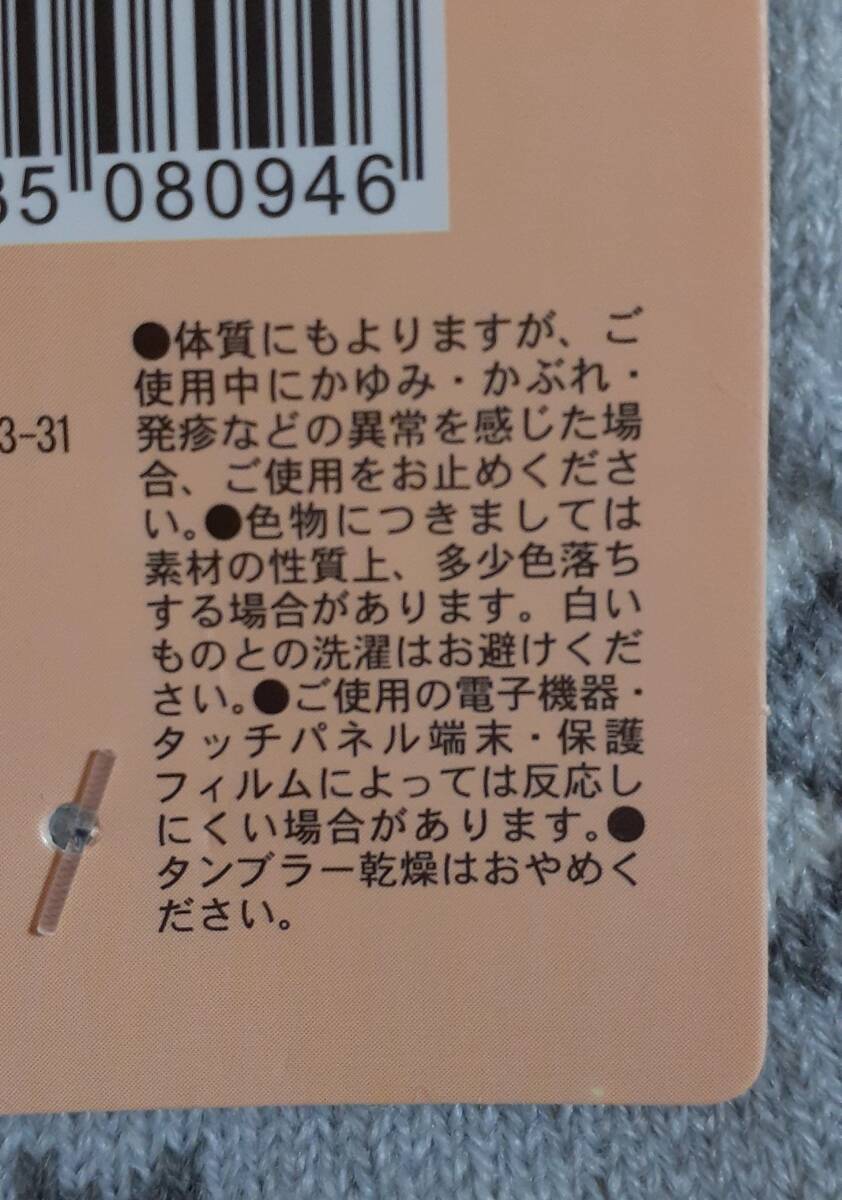 35 080946
3-31
●体質にもよりますが、ご
使用中にかゆみ・かぶれ・
発疹などの異常を感じた場
合、ご使用をお止めくださ
い。●色物につきましては
素材の性質上、多少色落ち
する場合があります。白い
ものとの洗濯はお避けくだ
さい。●ご使用の電子機器・
タッチパネル端末・保護
フィルムによっては反応し
にくい場合があります。●
タンブラー乾燥はおやめく
ださい。